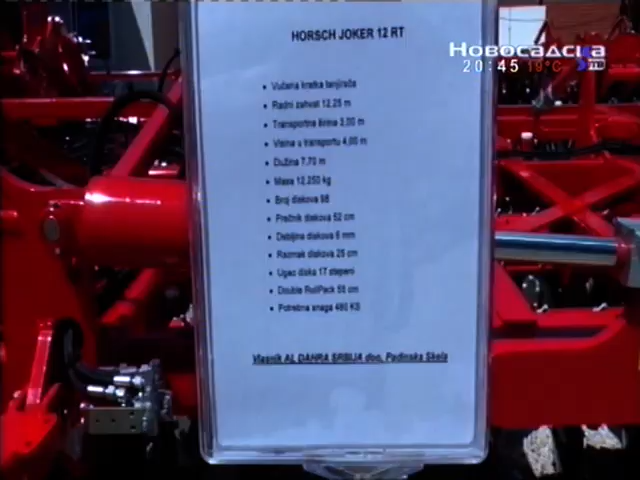 HORSCH JOKER 12 RT
Новосадска
TV
20:45 19°C
• Vučena kratka tanjirača
• Radni zahvat 12,25 m
• Transportna širina 3,00 m
• Visina u transportu 4,00 m
• Dužina 7,70 m
• Masa 12.250 kg
• Broj diskova 96
• Prečnik diskova 52 cm
• Debljina diskova 6 mm
• Razmak diskova 25 cm
• Ugao diska 17 stepeni
• Double RollPack 55 cm
• Potrebna snaga 460 KS
Vlasnik AL DAHRA SRBIJA doo, Padinska Skela